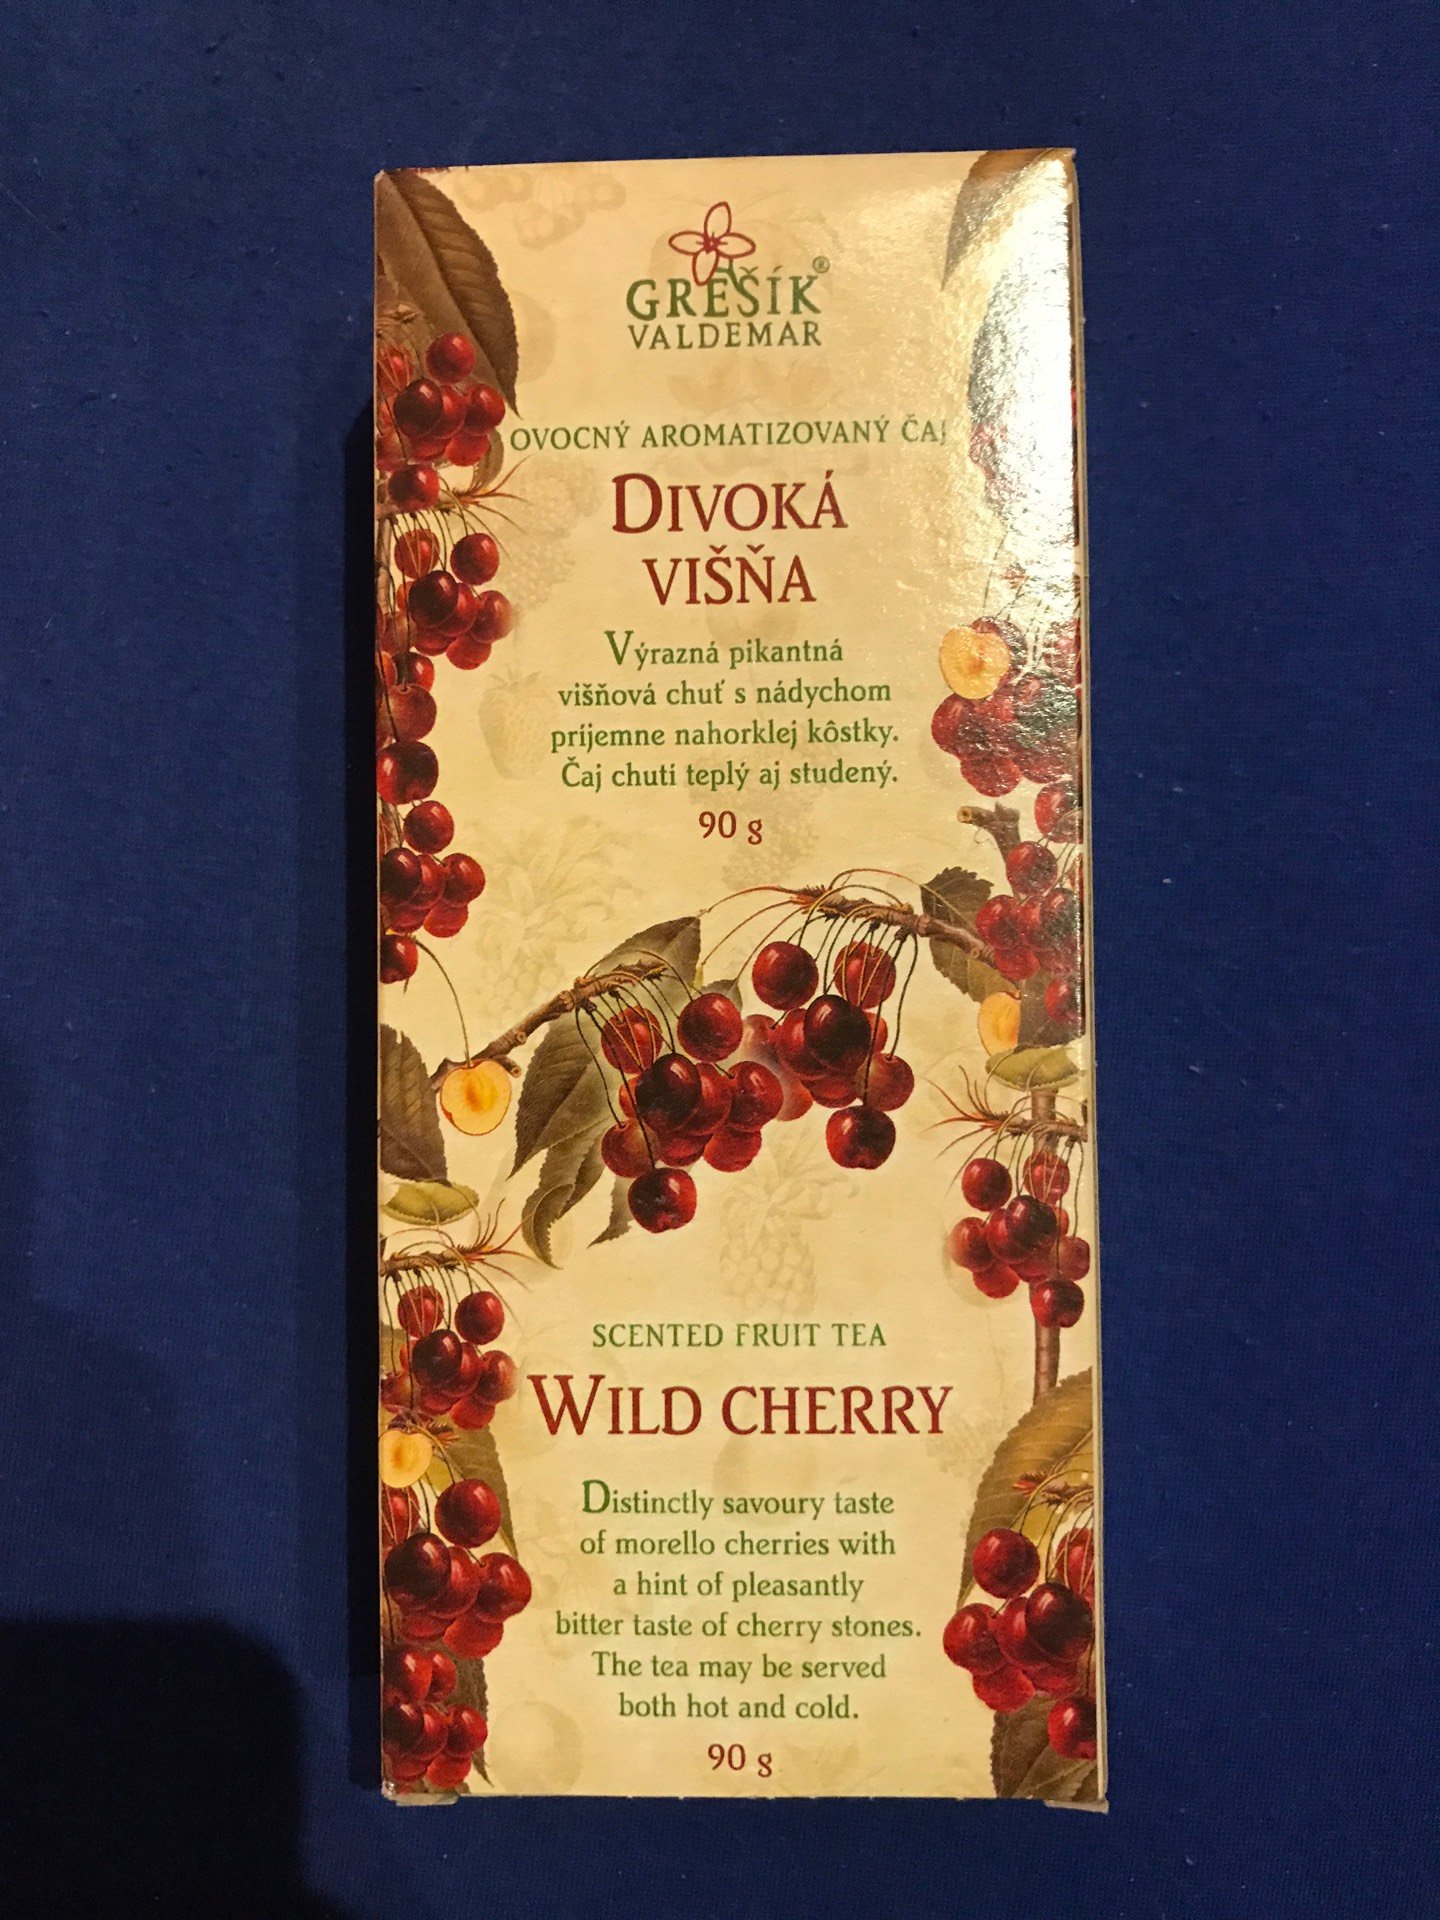 GREŠÍK®
VALDEMAR
OVOCNÝ AROMATIZOVANÝ ČAJ
DIVOKÁ
VIŠŇA
Výrazná pikantná
višňová chuť s nádychom
príjemne nahorklej kôstky.
Čaj chutí teplý aj studený.
90 g
SCENTED FRUIT TEA
WILD CHERRY
Distinctly savoury taste
of morello cherries with
a hint of pleasantly
bitter taste of cherry stones.
The tea may be served
both hot and cold.
90 g